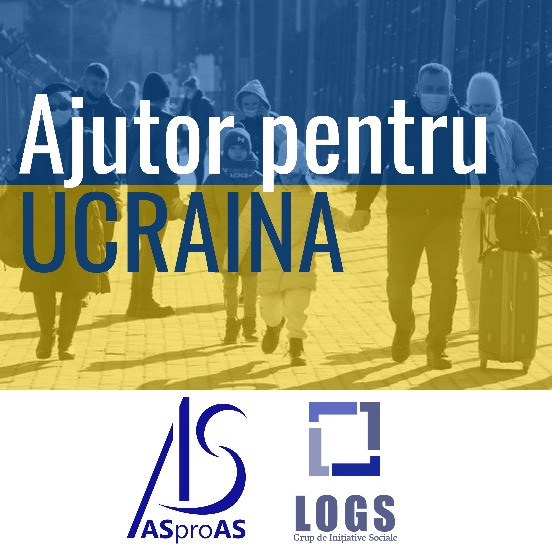 Ajutor pentru
UCRAINA
AS
ASproAS
LOGS
Grup de Inițiative Sociale